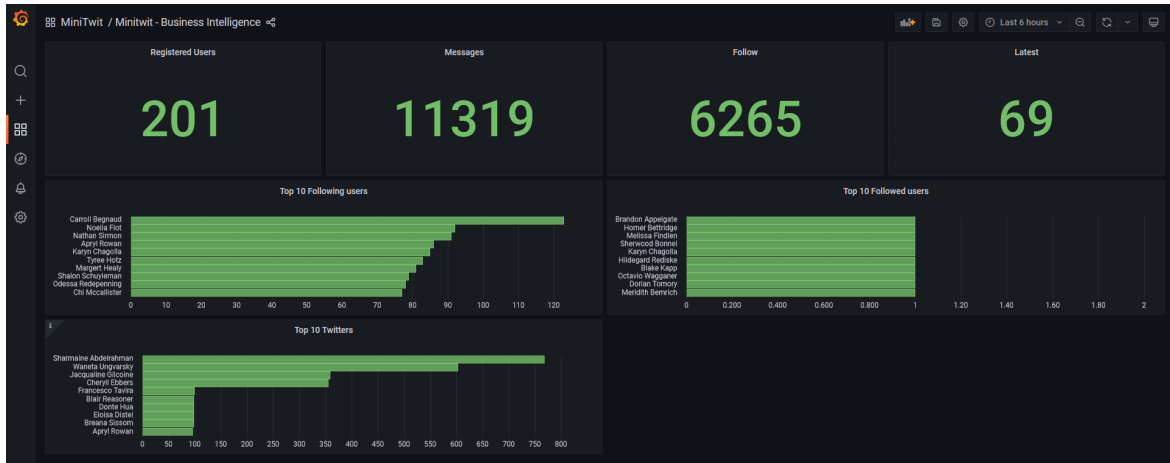 MiniTwit / Minitwit - Business Intelligence
Last 6 hours
Registered Users
201
Messages
11319
Follow
6265
Latest
69
Top 10 Following users
Carroll Begnaud
Noelia Flot
Nathan Sirmon
Apryl Rowan
Karyn Chagolla
Tyree Hotz
Margert Healy
Shalon Schuyleman
Odessa Redepenning
Chi Mccallister
0 10 20 30 40 50 60 70 80 90 100 110 120
Top 10 Followed users
Brandon Appelgate
Homer Bettridge
Melissa Findlen
Sherwood Bonnel
Karyn Chagolla
Hildegard Rediske
Blake Kapp
Octavio Wagganer
Dorian Tomory
Meridith Bemrich
0 0.200 0.400 0.600 0.800 1 1.20 1.40 1.60 1.80 2
i
Top 10 Twitters
Sharmaine Abdelrahman
Waneta Ungvarsky
Jacqualine Gilcoine
Cheryll Ebbers
Francesco Tavira
Blair Reasoner
Donte Hua
Eloisa Distel
Breana Sissom
Apryl Rowan
0 50 100 150 200 250 300 350 400 450 500 550 600 650 700 750 800